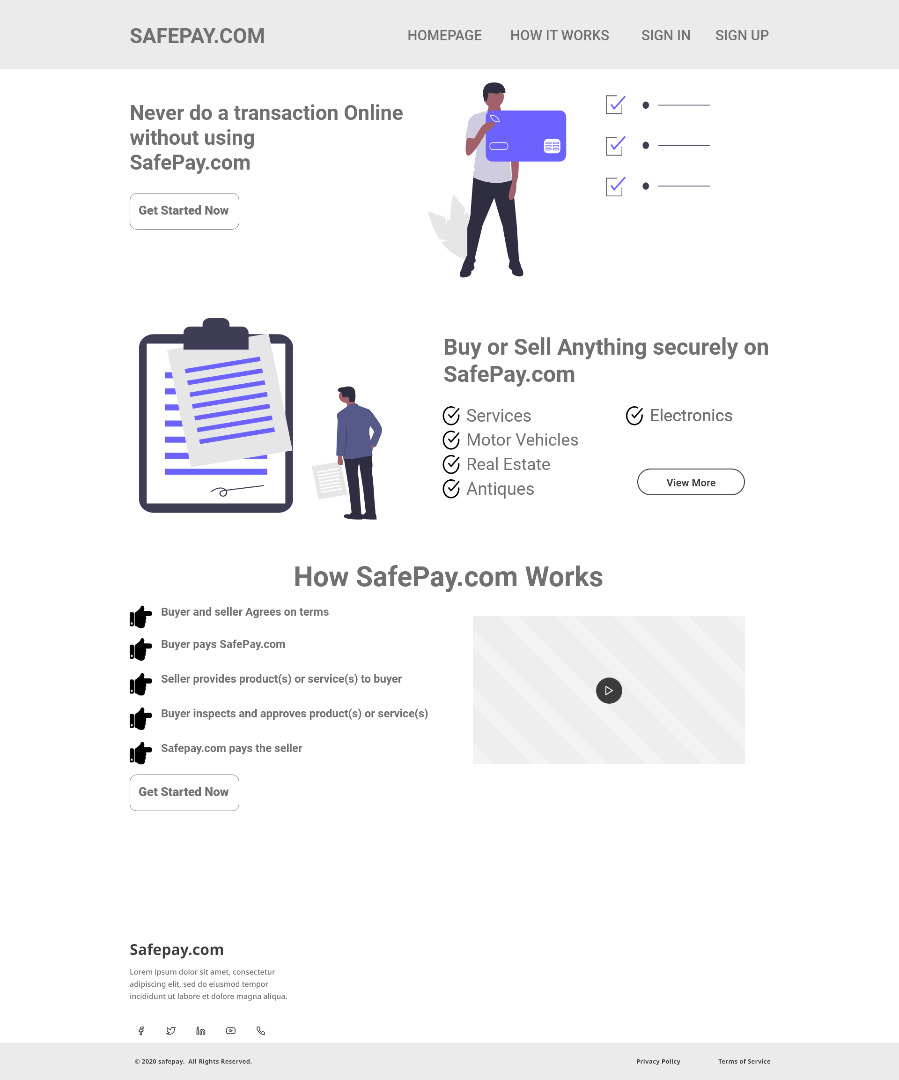 SAFEPAY.COM
HOMEPAGE
HOW IT WORKS
SIGN IN
SIGN UP
Never do a transaction Online
without using
SafePay.com
Get Started Now
Buy or Sell Anything securely on
SafePay.com
Services
Electronics
Motor Vehicles
Real Estate
Antiques
View More
How SafePay.com Works
Buyer and seller Agrees on terms
Buyer pays SafePay.com
Seller provides product(s) or service(s) to buyer
Buyer inspects and approves product(s) or service(s)
Safepay.com pays the seller
Get Started Now
Safepay.com
Lorem ipsum dolor sit amet, consectetur
adipiscing elit, sed do eiusmod tempor
incididunt ut labore et dolore magna aliqua.
© 2020 safepay. All Rights Reserved.
Privacy Policy
Terms of Service